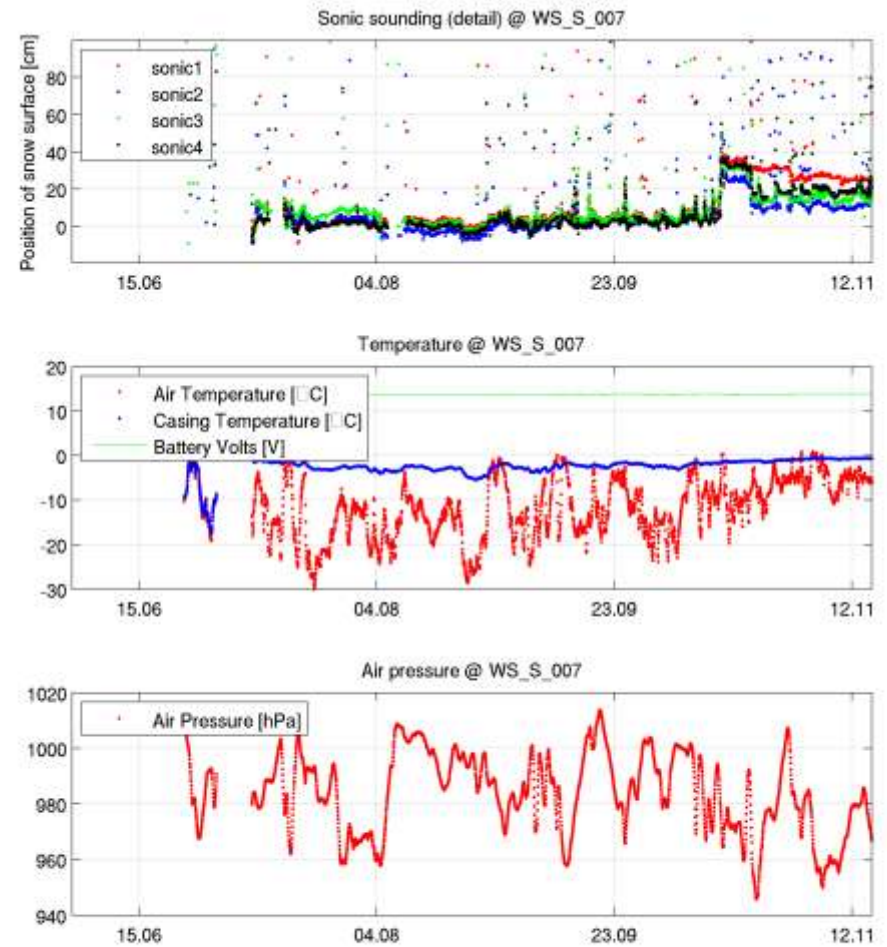 Sonic sounding (detail) @ WS_S_007
Position of snow surface [cm]
80
60
40
20
0
sonic1
sonic2
sonic3
sonic4
15.06 04.08 23.09 12.11
Temperature @ WS_S_007
20
10
0
-10
-20
-30
Air Temperature [□C]
Casing Temperature [□C]
Battery Volts [V]
15.06 04.08 23.09 12.11
Air pressure @ WS_S_007
1020
1000
980
960
940
Air Pressure [hPa]
15.06 04.08 23.09 12.11